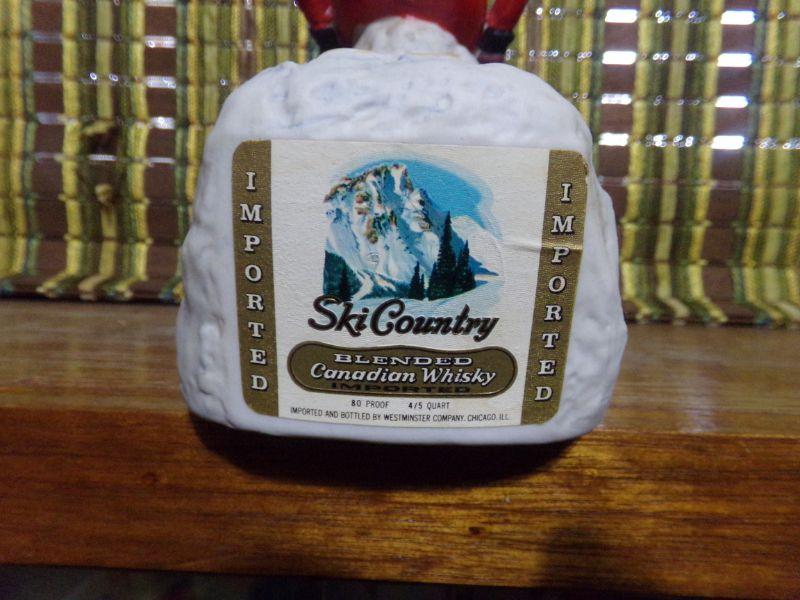 IMPORTED
Ski Country
BLENDED
Canadian Whisky
IMPORTED
80 PROOF 4/5 QUART
IMPORTED AND BOTTLED BY WESTMINSTER COMPANY, CHICAGO, ILL.
IMPORTED